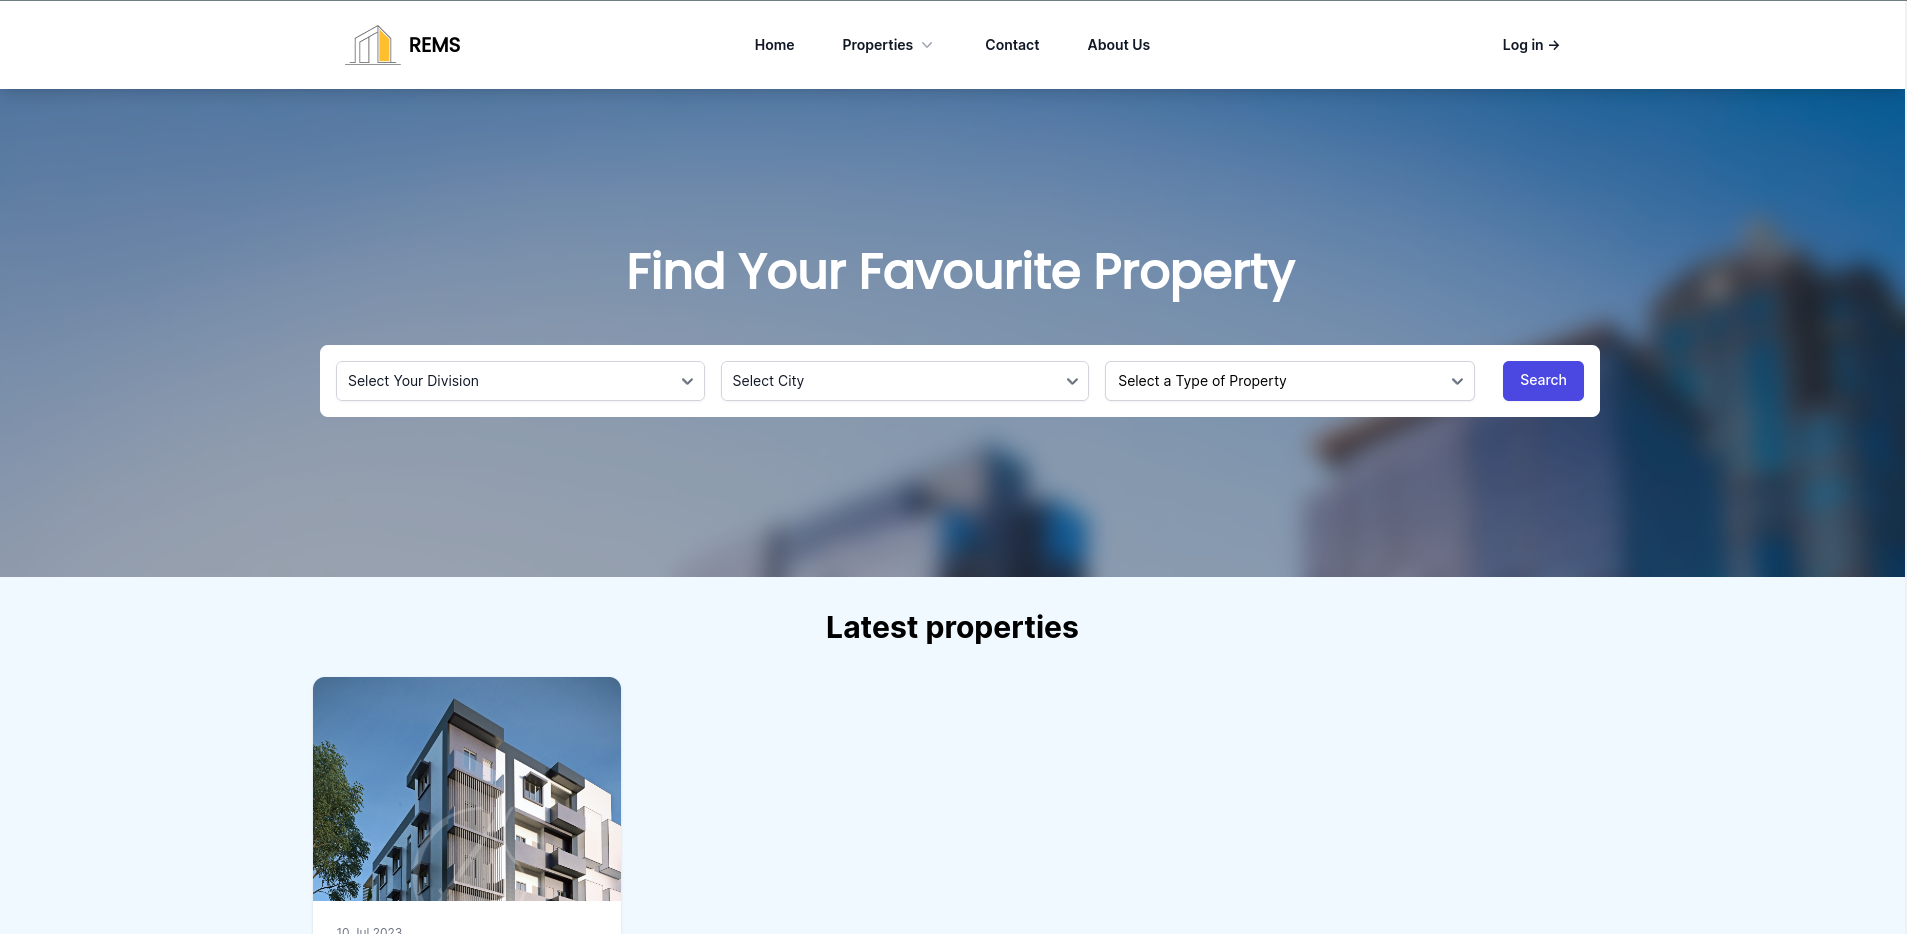 REMS
Home
Properties
Contact
About Us
Log in →
Find Your Favourite Property
Select Your Division
Select City
Select a Type of Property
Search
Latest properties
10 Jul 2023